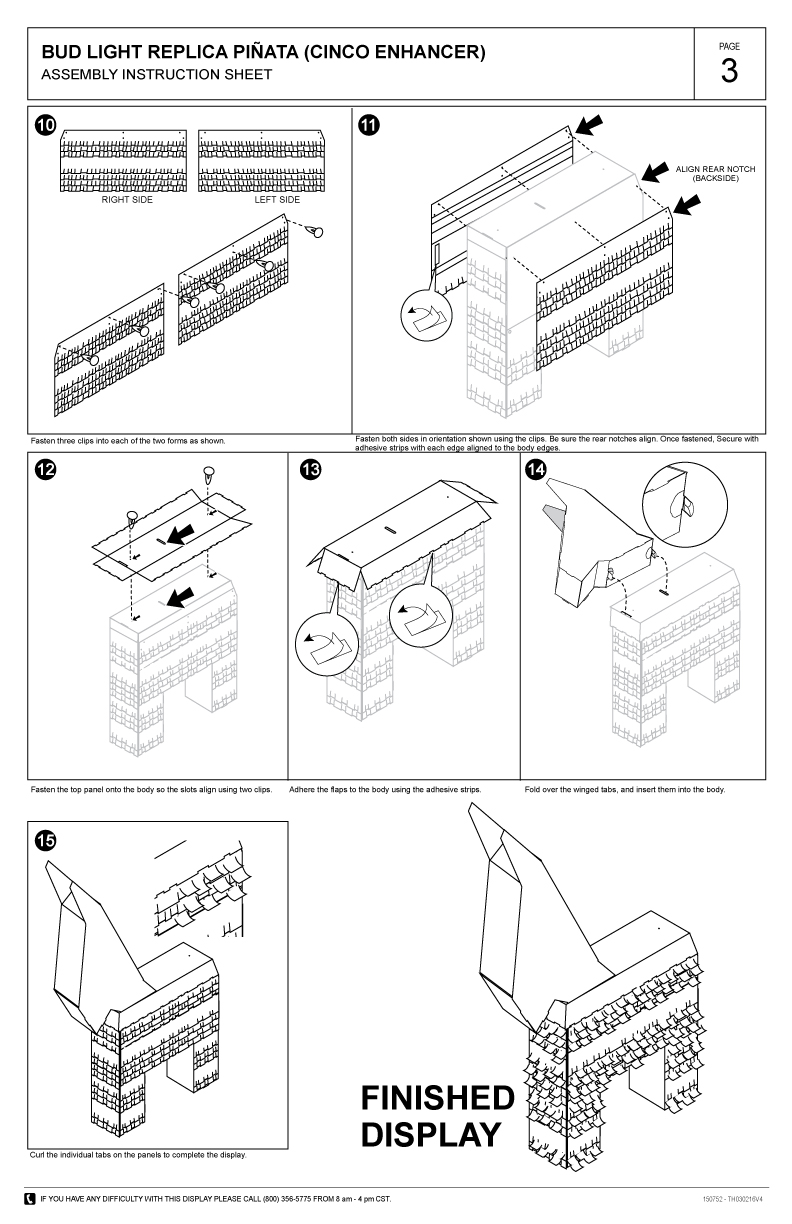 BUD LIGHT REPLICA PIÑATA (CINCO ENHANCER)
ASSEMBLY INSTRUCTION SHEET
PAGE
3
10
RIGHT SIDE
LEFT SIDE
Fasten three clips into each of the two forms as shown.
11
ALIGN REAR NOTCH
(BACKSIDE)
Fasten both sides in orientation shown using the clips. Be sure the rear notches align. Once fastened, Secure with
adhesive strips with each edge aligned to the body edges.
12
Fasten the top panel onto the body so the slots align using two clips.
13
Adhere the flaps to the body using the adhesive strips.
14
Fold over the winged tabs, and insert them into the body.
15
Curl the individual tabs on the panels to complete the display.
FINISHED
DISPLAY
IF YOU HAVE ANY DIFFICULTY WITH THIS DISPLAY PLEASE CALL (800) 356-5775 FROM 8 am - 4 pm CST.
150752 - TH030216V4